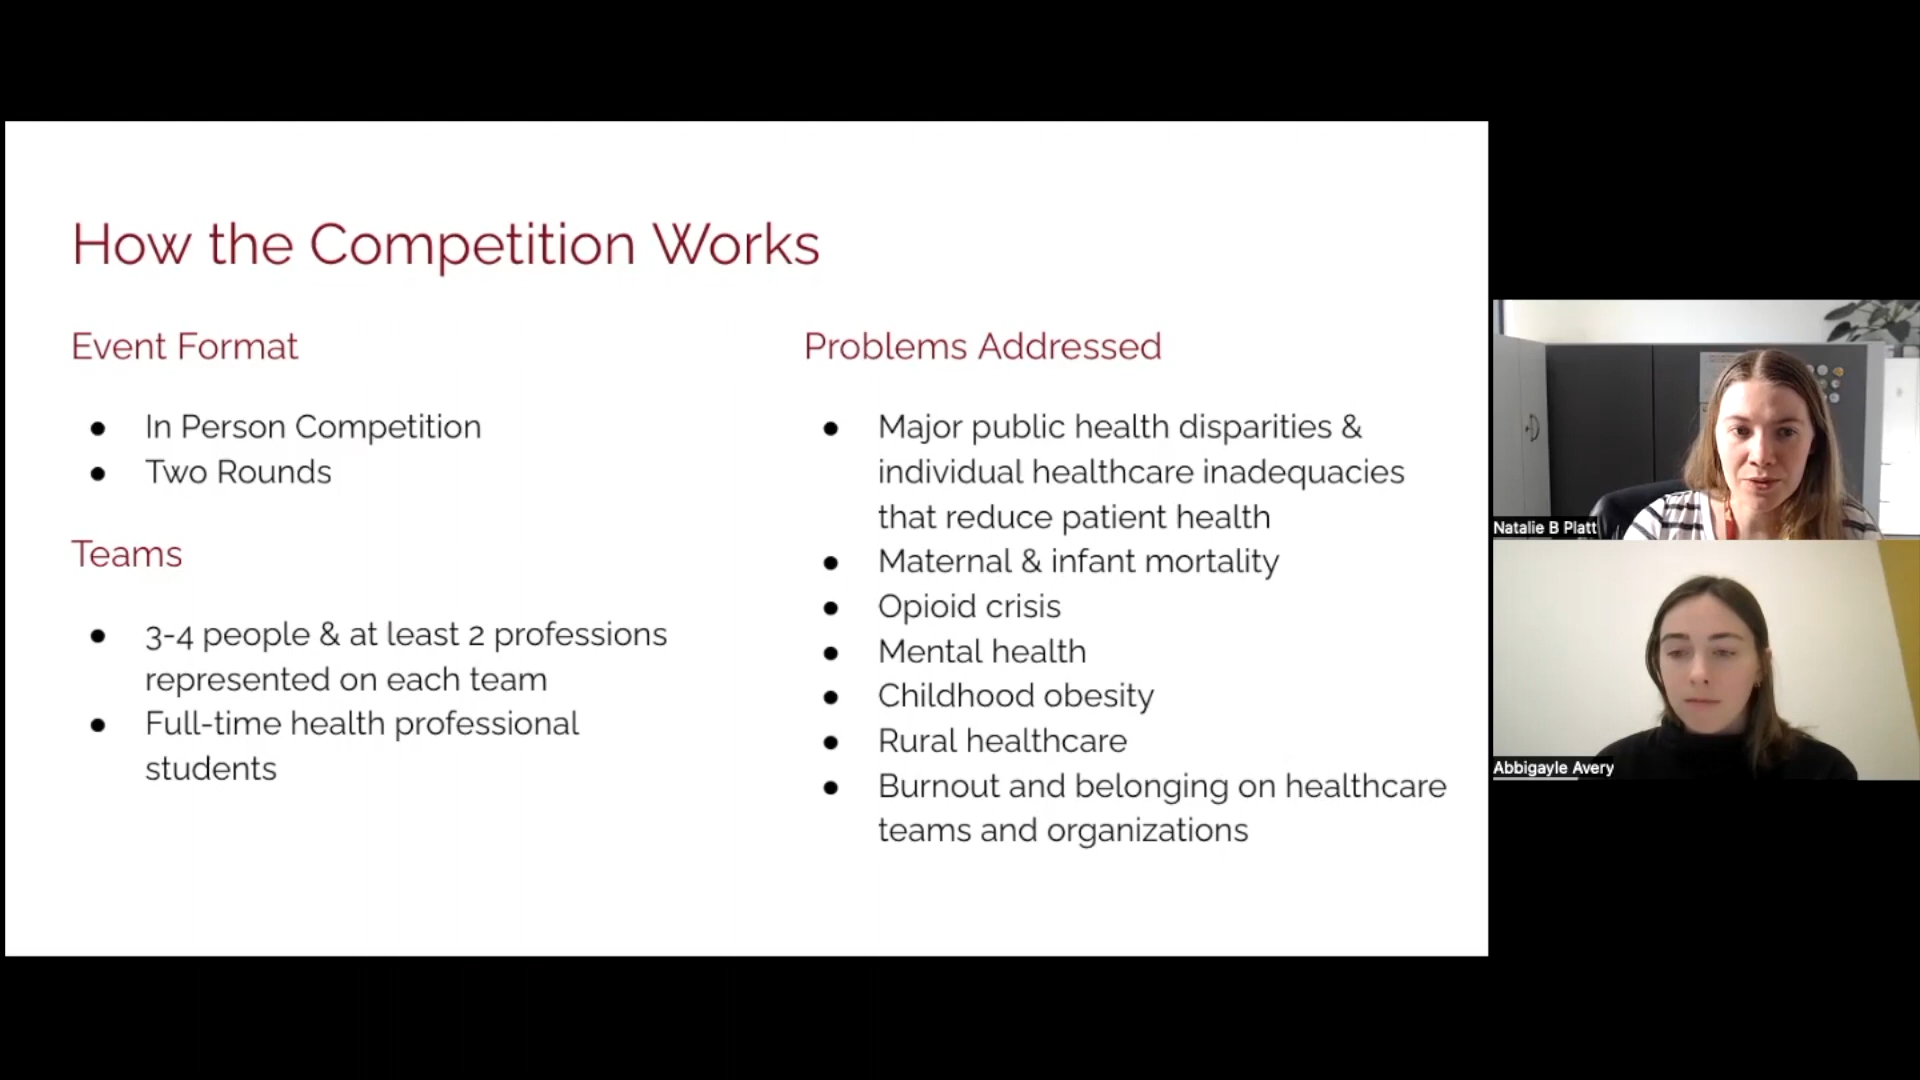 How the Competition Works
Event Format
● In Person Competition
● Two Rounds
Teams
● 3-4 people & at least 2 professions
represented on each team
● Full-time health professional
students
Problems Addressed
● Major public health disparities &
individual healthcare inadequacies
that reduce patient health
● Maternal & infant mortality
● Opioid crisis
● Mental health
● Childhood obesity
● Rural healthcare
● Burnout and belonging on healthcare
teams and organizations
Natalie B Platt
Abbigayle Avery